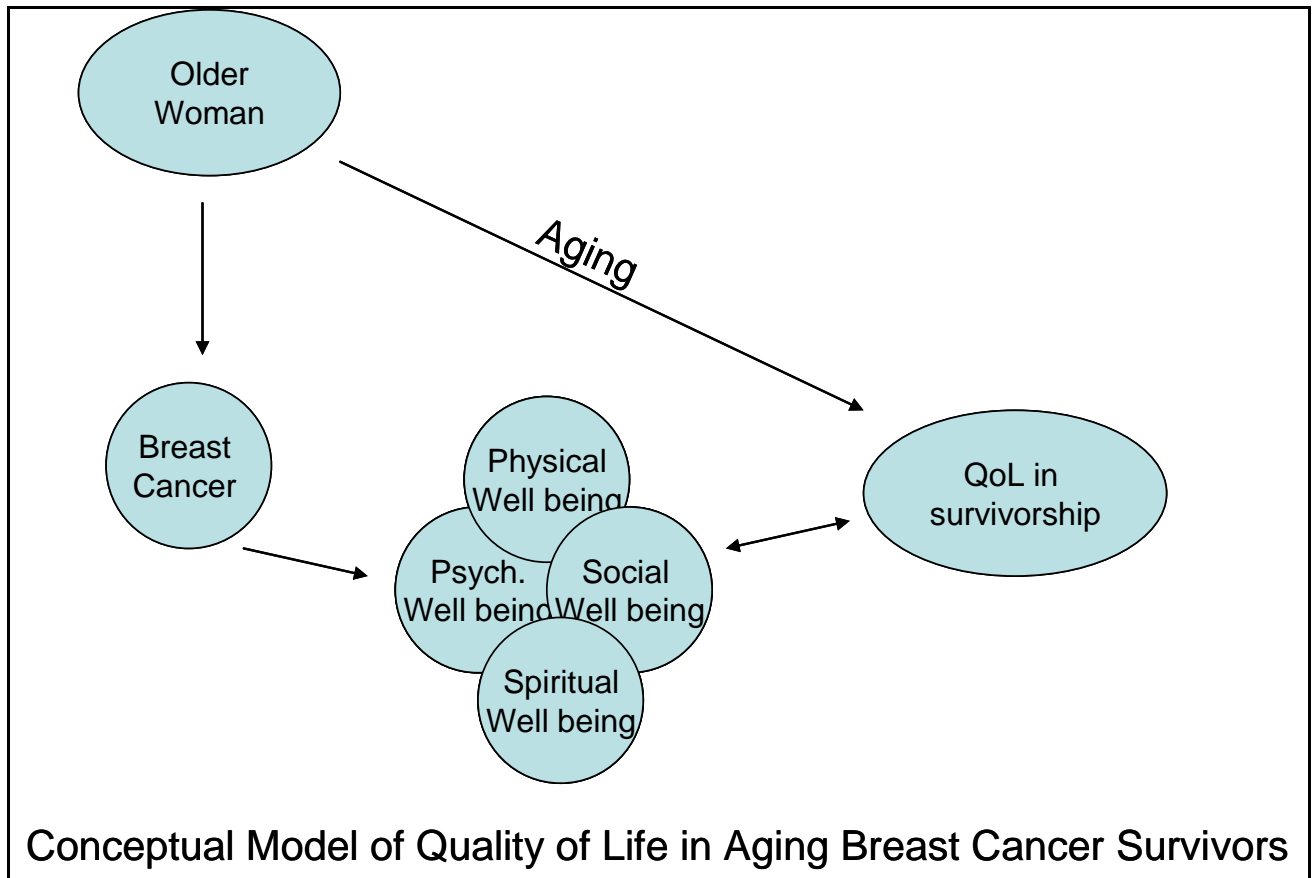 Older
Woman
Aging
Breast
Cancer
Physical
Well being
QoL in
survivorship
Psych.
Well being
Social
Well being
Spiritual
Well being
Conceptual Model of Quality of Life in Aging Breast Cancer Survivors